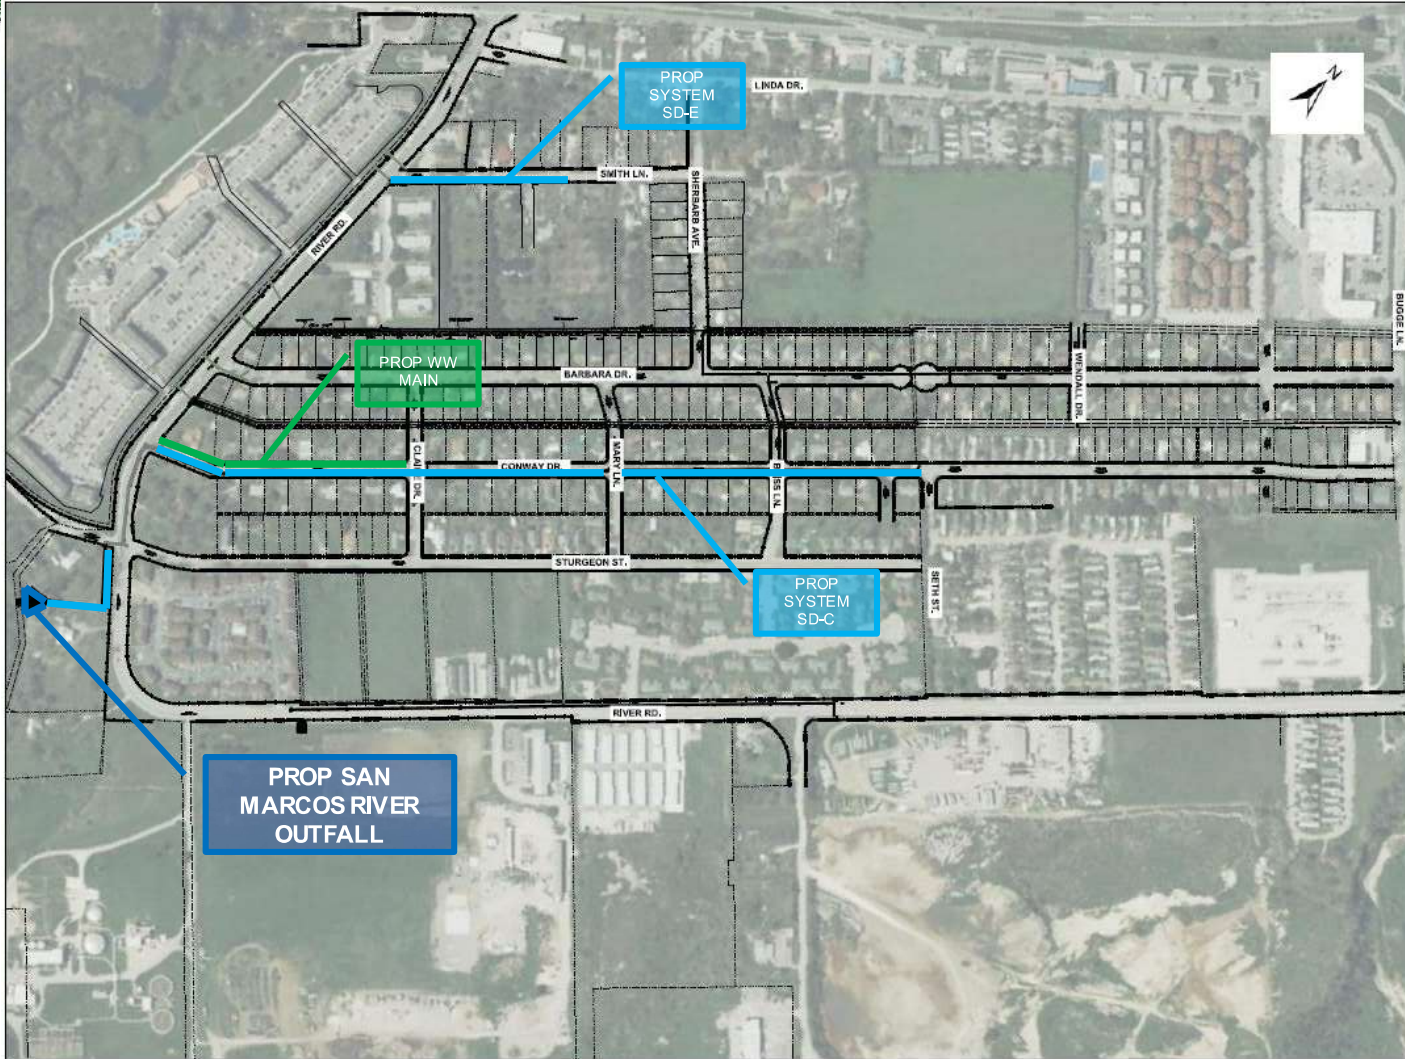 N
PROP
SYSTEM
SD-E
LINDA DR.
SMITH LN.
SHERBARB AVE.
RIVER RD.
BUGGE LN.
PROP WW
MAIN
BARBARA DR.
WENDALL DR.
CONWAY DR.
MARY LN.
STURGEON ST.
PROP
SYSTEM
SD-C
SETH ST.
RIVER RD.
PROP SAN
MARCOS RIVER
OUTFALL